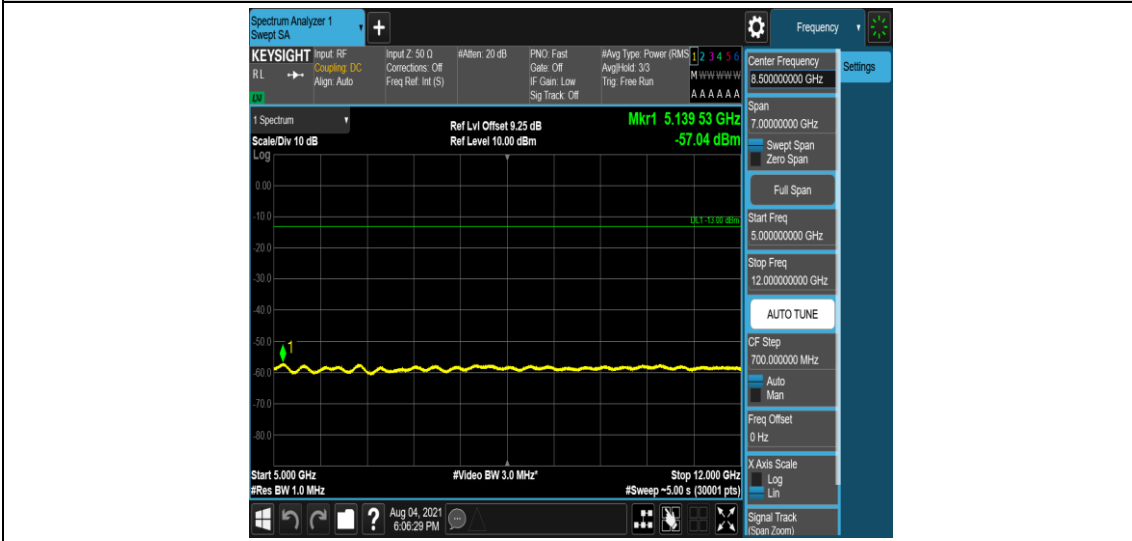 Spectrum Analyzer 1
Swept SA
+
Frequency
KEYSIGHT
RL
LXI
Input: RF
Coupling: DC
Align: Auto
Input Z: 50 Ω
Corrections: Off
Freq Ref: Int (S)
#Atten: 20 dB
PNO: Fast
Gate: Off
IF Gain: Low
Sig Track: Off
#Avg Type: Power (RMS
Avg|Hold: 3/3
Trig: Free Run
1 2 3 4 5 6
M W W W W W
A A A A A A
1 Spectrum
Scale/Div 10 dB
Log
Ref Lvl Offset 9.25 dB
Ref Level 10.00 dBm
Mkr1 5.139 53 GHz
-57.04 dBm
0.00
-10.0
DL1 -13.00 dBm
-20.0
-30.0
-40.0
-50.0
1
-60.0
-70.0
-80.0
Start 5.000 GHz
#Res BW 1.0 MHz
#Video BW 3.0 MHz*
Stop 12.000 GHz
#Sweep ~5.00 s (30001 pts)
?
Aug 04, 2021
6:06:29 PM
Center Frequency
8.500000000 GHz
Settings
Span
7.00000000 GHz
Swept Span
Zero Span
Full Span
Start Freq
5.000000000 GHz
Stop Freq
12.000000000 GHz
AUTO TUNE
CF Step
700.000000 MHz
Auto
Man
Freq Offset
0 Hz
X Axis Scale
Log
Lin
Signal Track
(Span Zoom)